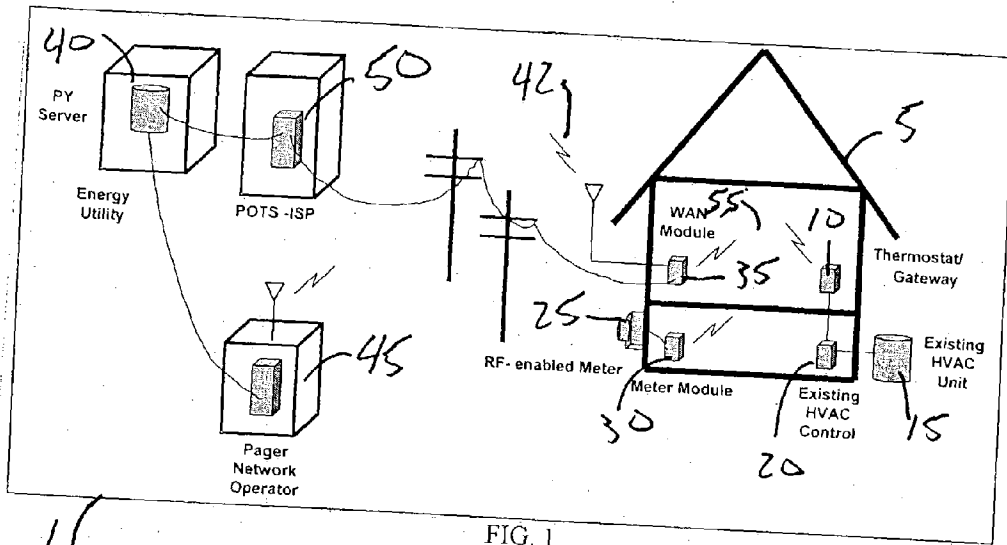 40
PY
Server
50
42
5
Energy
Utility
POTS -ISP
WAN
Module
55
10
Thermostat/
Gateway
35
25
45
RF- enabled Meter
Meter Module
30
Existing
HVAC
Control
20
Existing
HVAC
Unit
15
Pager
Network
Operator
1
FIG. 1